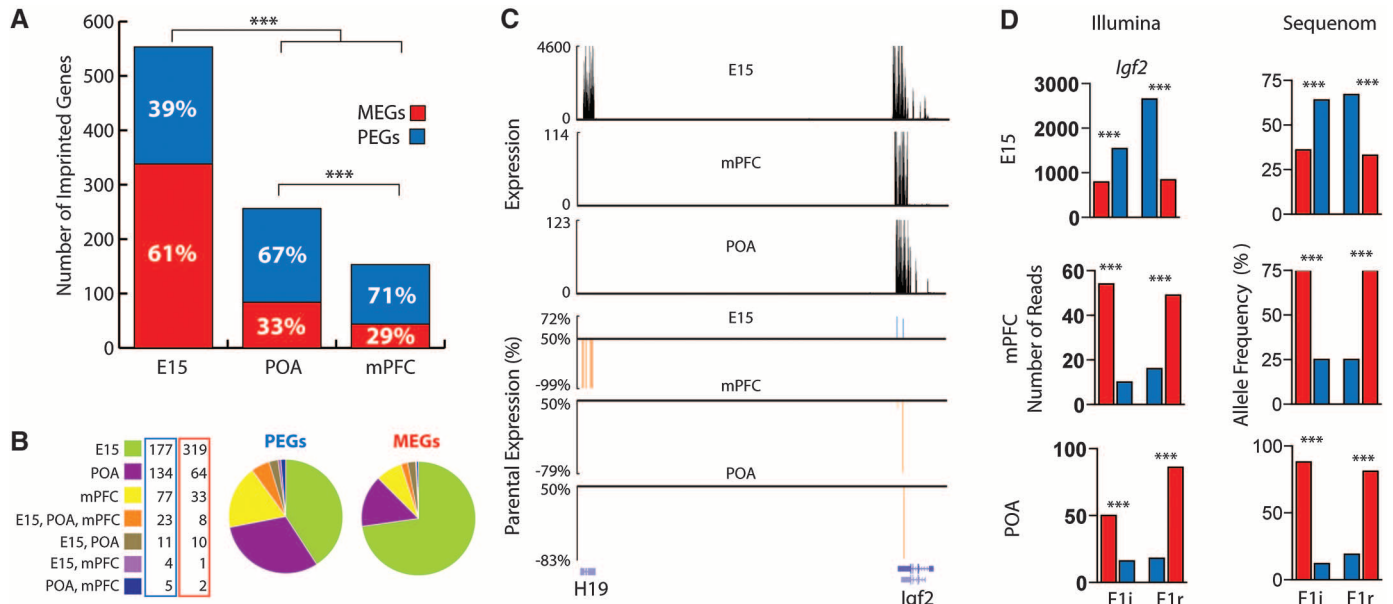 A
600
500
400
300
200
100
0
Number of Imprinted Genes
***
***
MEGs
PEGs
39%
61%
67%
33%
71%
29%
E15
POA
mPFC
B
E15 177 319
POA 134 64
mPFC 77 33
E15, POA, mPFC 23 8
E15, POA 11 10
E15, mPFC 4 1
POA, mPFC 5 2
PEGs
MEGs
C
Expression
4600
0
E15
114
0
mPFC
123
0
POA
Parental Expression (%)
72%
50%
-99%
E15
mPFC
50%
-79%
POA
50%
-83%
H19
Igf2
D
Illumina
Sequenom
Igf2
E15
3000
2000
1000
0
***
***
75
50
25
0
***
***
mPFC
Number of Reads
60
40
20
0
***
***
Allele Frequency (%)
75
50
25
0
***
***
POA
100
50
0
***
***
100
50
0
***
***
F1i
F1r
F1i
F1r